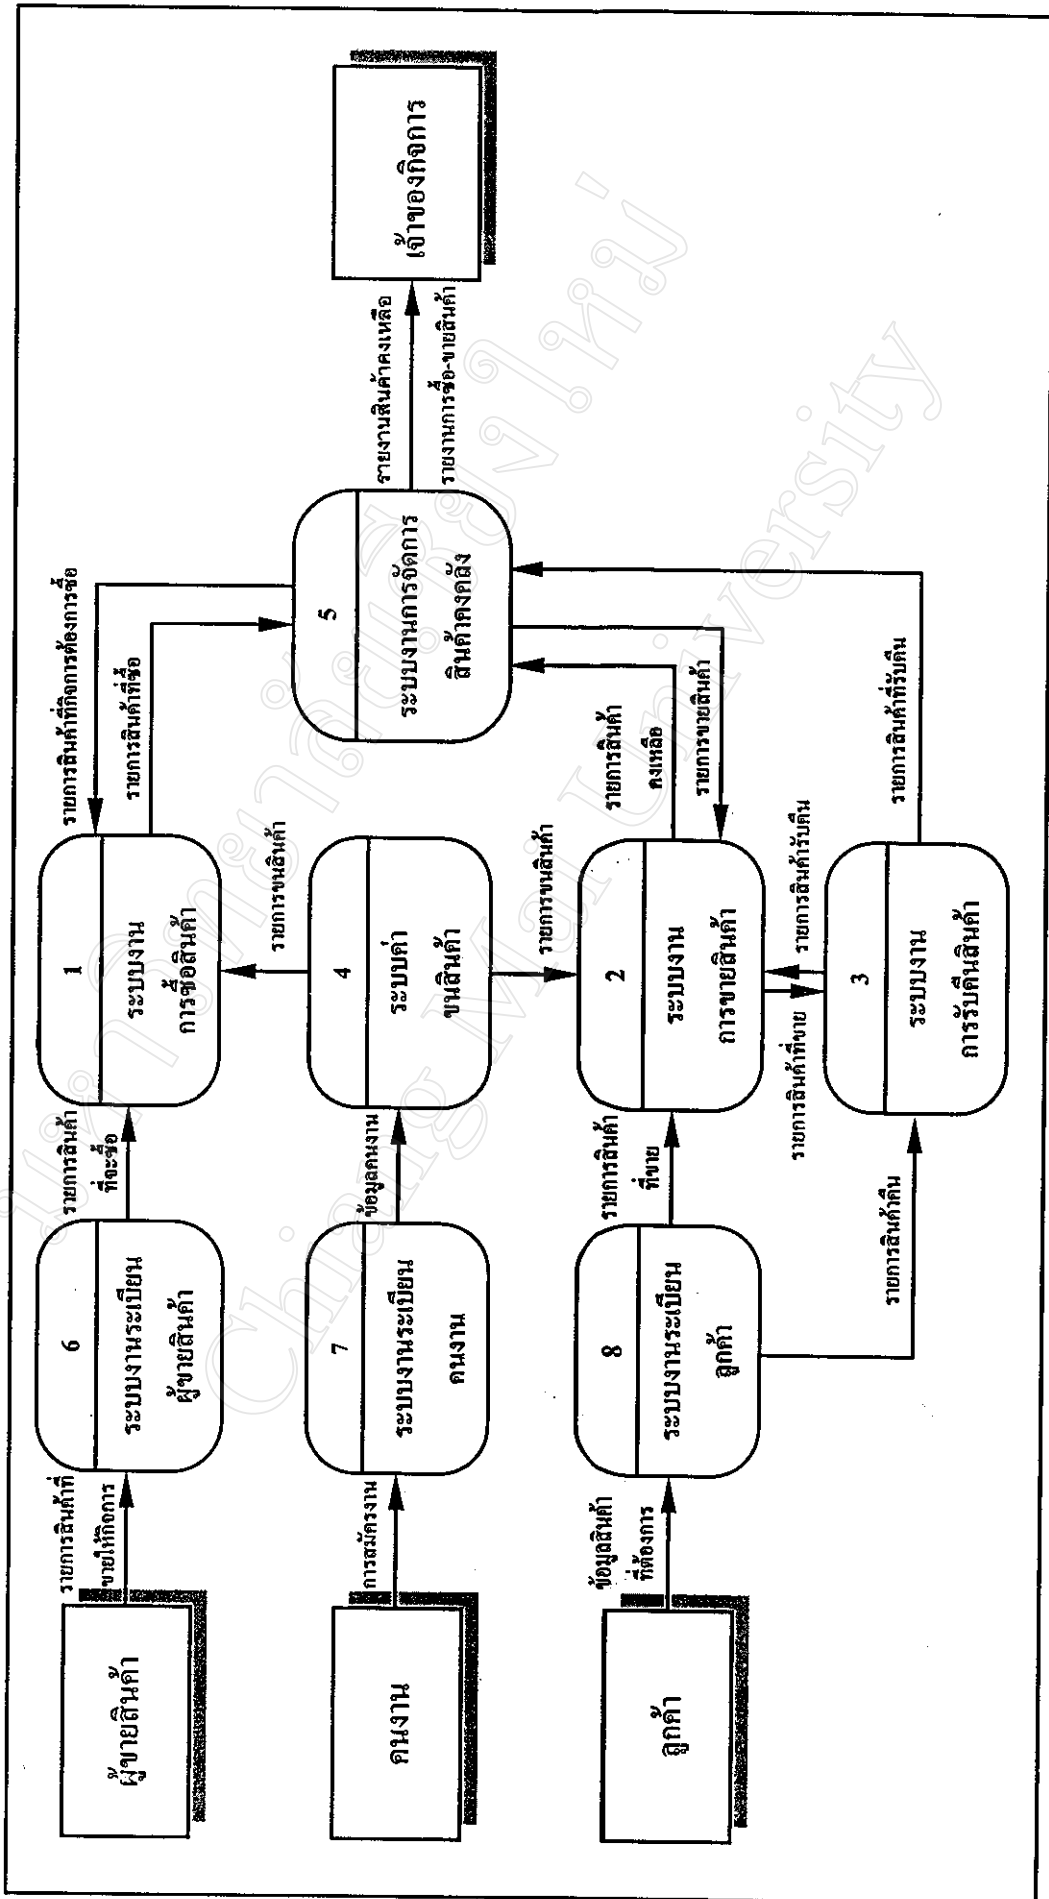 ผู้ขายสินค้า
รายการสินค้าที่
ขายให้กิจการ
6
ระบบงานระเบียน
ผู้ขายสินค้า
รายการสินค้า
ที่จะซื้อ
1
ระบบงาน
การซื้อสินค้า
รายการสินค้าที่กิจการต้องการซื้อ
รายการสินค้าที่ซื้อ
คนงาน
การสมัครงาน
7
ระบบงานระเบียน
คนงาน
ข้อมูลคนงาน
4
ระบบค่า
ขนสินค้า
รายการขนสินค้า
รายการขนสินค้า
5
ระบบงานการจัดการ
สินค้าคงคลัง
รายงานสินค้าคงเหลือ
รายงานการซื้อ-ขายสินค้า
เจ้าของกิจการ
ลูกค้า
ข้อมูลสินค้า
ที่ต้องการ
8
ระบบงานระเบียน
ลูกค้า
รายการสินค้า
ที่ขาย
2
ระบบงาน
การขายสินค้า
รายการสินค้า
คงเหลือ
รายการขายสินค้า
รายการสินค้าที่ขาย
รายการสินค้ารับคืน
รายการสินค้าคืน
3
ระบบงาน
การรับคืนสินค้า
รายการสินค้าที่รับคืน
มหาวิทยาลัยเชียงใหม่
Chiang Mai University